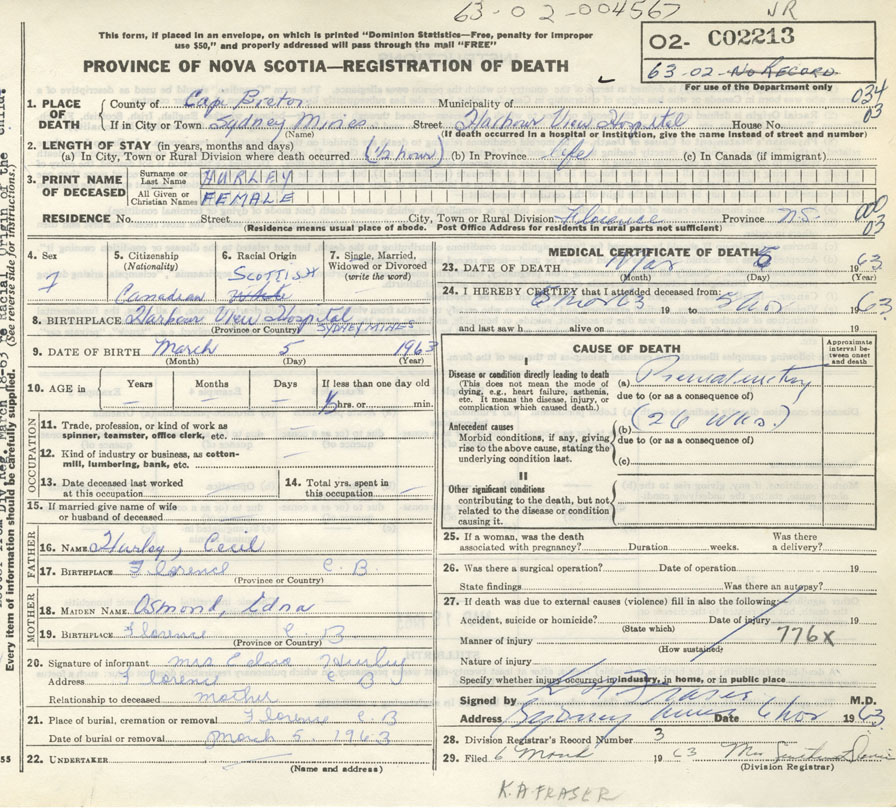 63-02-004567 NR
This form, if placed in an envelope, on which is printed "Dominion Statistics—Free, penalty for improper
use $50," and properly addressed will pass through the mail "FREE"
02- C02213
PROVINCE OF NOVA SCOTIA—REGISTRATION OF DEATH
63-02-No Record.
For use of the Department only
034
03
1. PLACE OF DEATH
County of Cape Breton Municipality of
If in City or Town Sydney Mines Street Harbour View Hospital House No.
(Name) (If death occurred in a hospital or institution, give the name instead of street and number)
2. LENGTH OF STAY (in years, months and days)
(a) In City, Town or Rural Division where death occurred (1/2 hour) (b) In Province Life (c) In Canada (if immigrant)
3. PRINT NAME OF DECEASED
Surname or Last Name HURLEY
All Given or Christian Names FEMALE
RESIDENCE No. Street City, Town or Rural Division Florence Province N.S.
(Residence means usual place of abode. Post Office Address for residents in rural parts not sufficient)
000
03
4. Sex
F
5. Citizenship
(Nationality)
Canadian
6. Racial Origin
SCOTTISH
White
7. Single, Married,
Widowed or Divorced
(write the word)
8. BIRTHPLACE Harbour View Hospital
(Province or Country) SYDNEY MINES
9. DATE OF BIRTH March 5 1963
(Month) (Day) (Year)
10. AGE in Years Months Days If less than one day old
— — — ½ hrs. or min.
OCCUPATION
11. Trade, profession, or kind of work as
spinner, teamster, office clerk, etc. —
12. Kind of industry or business, as cotton-
mill, lumbering, bank, etc. —
13. Date deceased last worked
at this occupation —
14. Total yrs. spent in
this occupation —
15. If married give name of wife
or husband of deceased
FATHER
16. NAME Hurley, Cecil
17. BIRTHPLACE Florence C.B
(Province or Country)
MOTHER
18. MAIDEN NAME Osmond, Edna
19. BIRTHPLACE Florence C.B
(Province or Country)
20. Signature of informant Mrs Edna Hurley
Address Florence C B
Relationship to deceased mother
21. Place of burial, cremation or removal Florence C.B
Date of burial or removal March 5, 1963
22. UNDERTAKER —
(Name and address)
MEDICAL CERTIFICATE OF DEATH
23. DATE OF DEATH Mar 5 1963
(Month) (Day) (Year)
24. I HEREBY CERTIFY that I attended deceased from:
19 to 5 Mar 1963
and last saw h alive on 19
CAUSE OF DEATH
Approximate interval between onset and death
I
Disease or condition directly leading to death
(This does not mean the mode of
dying, e.g., heart failure, asthenia,
etc. It means the disease, injury, or
complication which caused death.)
(a) Prematurity
due to (or as a consequence of)
Antecedent causes
Morbid conditions, if any, giving
rise to the above cause, stating the
underlying condition last.
(b) (26 wks.)
due to (or as a consequence of)
(c)
II
Other significant conditions
contributing to the death, but not
related to the disease or condition
causing it.
25. If a woman, was the death
associated with pregnancy? Duration weeks. Was there
a delivery?
26. Was there a surgical operation? Date of operation 19
State findings Was there an autopsy?
27. If death was due to external causes (violence) fill in also the following:
Accident, suicide or homicide? Date of injury 19
(State which)
776x
Manner of injury
(How sustained)
Nature of injury
Specify whether injury occurred in industry, in home, or in public place
Signed by K A Fraser M.D.
Address Sydney Mines Date 6 Mar 1963
28. Division Registrar's Record Number 3
29. Filed 6 March 1963 Mrs
(Division Registrar)
K.A FRASER
Every item of information should be carefully supplied. (See reverse side for instructions.)
55